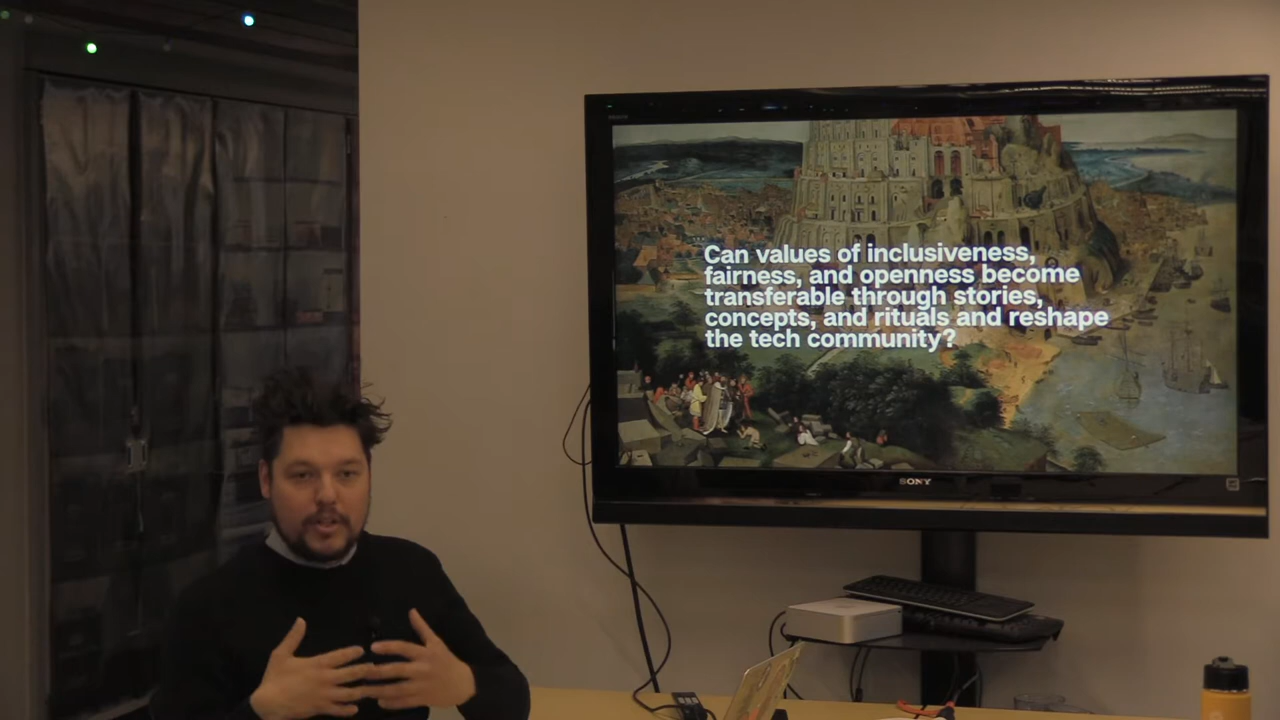 Can values of inclusiveness,
fairness, and openness become
transferable through stories,
concepts, and rituals and reshape
the tech community?
SONY